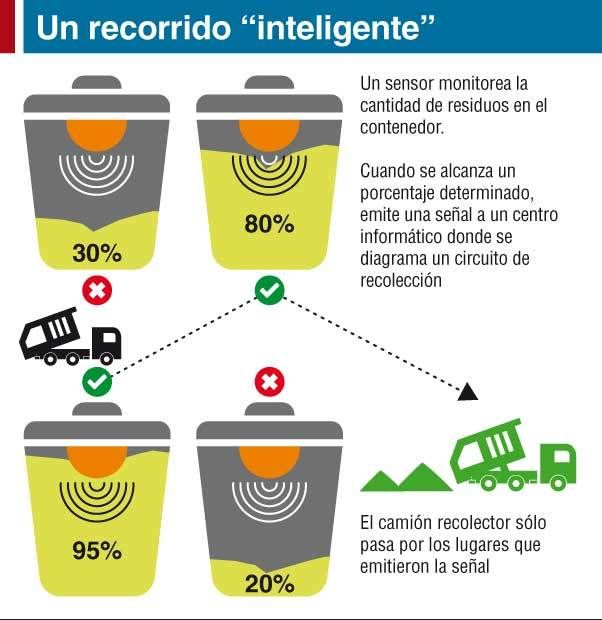 Un recorrido “inteligente”
Un sensor monitorea la
cantidad de residuos en el
contenedor.
Cuando se alcanza un
porcentaje determinado,
emite una señal a un centro
informático donde se
diagrama un circuito de
recolección
30%
80%
95%
20%
El camión recolector sólo
pasa por los lugares que
emitieron la señal